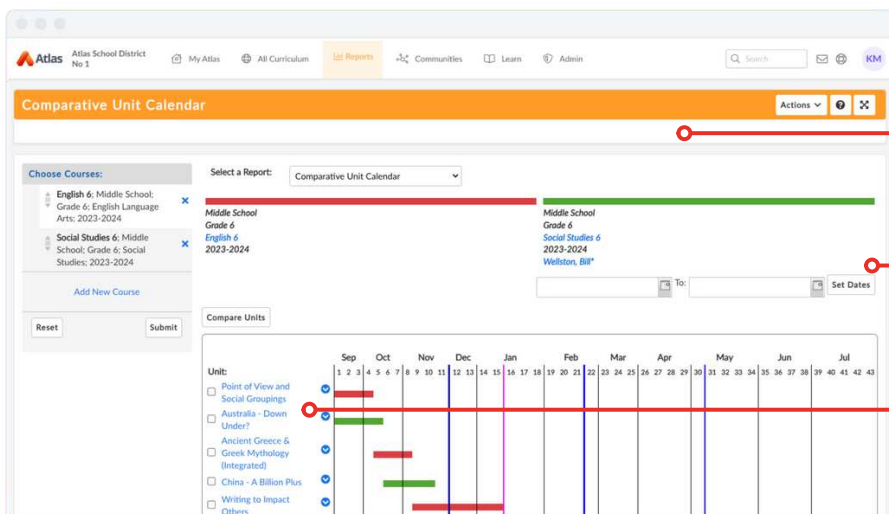 Atlas
Atlas School District
No 1
My Atlas
All Curriculum
Reports
Communities
Learn
Admin
Search
KM
Comparative Unit Calendar
Actions
?
Choose Courses:
English 6; Middle School;
Grade 6; English Language
Arts; 2023-2024
Social Studies 6; Middle
School; Grade 6; Social
Studies; 2023-2024
Add New Course
Reset
Submit
Select a Report:
Comparative Unit Calendar
Middle School
Grade 6
English 6
2023-2024
Middle School
Grade 6
Social Studies 6
2023-2024
Wellston, Bill*
To:
Set Dates
Compare Units
Sep Oct Nov Dec Jan Feb Mar Apr May Jun Jul
Unit:
1 2 3 4 5 6 7 8 9 10 11 12 13 14 15 16 17 18 19 20 21 22 23 24 25 26 27 28 29 30 31 32 33 34 35 36 37 38 39 40 41 42 43
Point of View and
Social Groupings
Australia - Down
Under?
Ancient Greece &
Greek Mythology
(Integrated)
China - A Billion Plus
Writing to Impact
Others